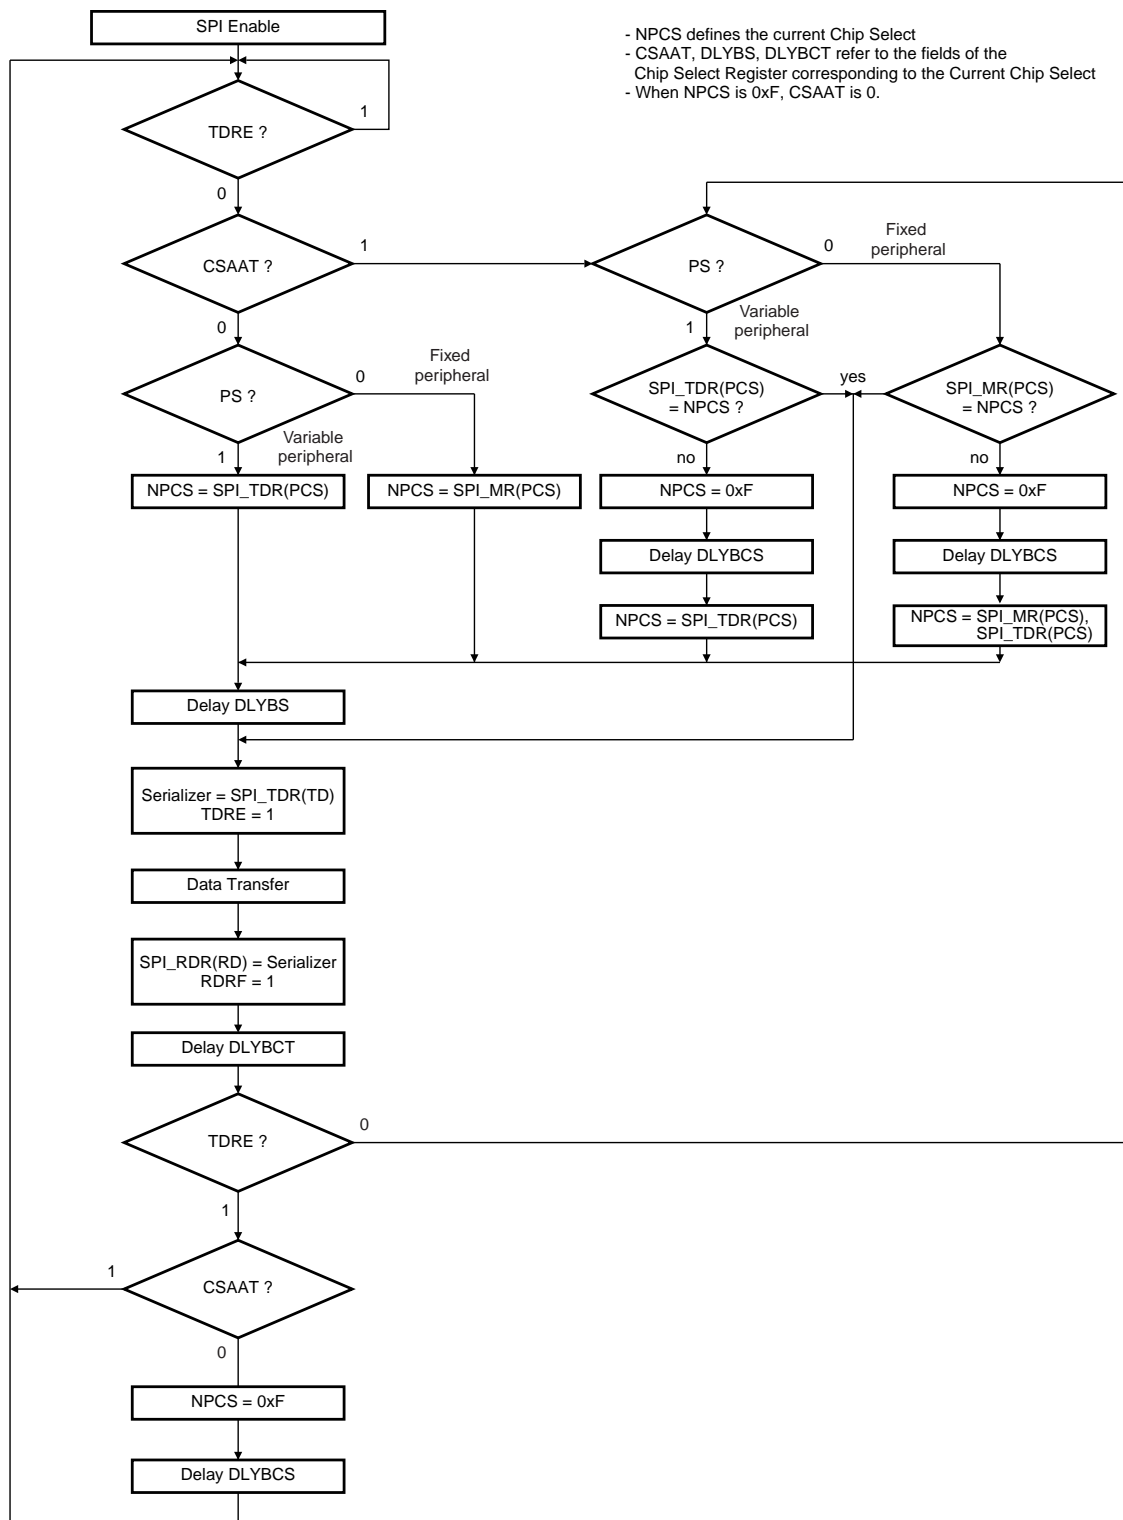 SPI Enable
- NPCS defines the current Chip Select
- CSAAT, DLYBS, DLYBCT refer to the fields of the
Chip Select Register corresponding to the Current Chip Select
- When NPCS is 0xF, CSAAT is 0.
TDRE ?
1
0
CSAAT ?
1
0
PS ?
0
Fixed
peripheral
1
Variable
peripheral
PS ?
0
Fixed
peripheral
1
Variable
peripheral
SPI_TDR(PCS)
= NPCS ?
yes
SPI_MR(PCS)
= NPCS ?
no
no
NPCS = SPI_TDR(PCS)
NPCS = SPI_MR(PCS)
NPCS = 0xF
NPCS = 0xF
Delay DLYBCS
Delay DLYBCS
NPCS = SPI_TDR(PCS)
NPCS = SPI_MR(PCS),
SPI_TDR(PCS)
Delay DLYBS
Serializer = SPI_TDR(TD)
TDRE = 1
Data Transfer
SPI_RDR(RD) = Serializer
RDRF = 1
Delay DLYBCT
TDRE ?
0
1
CSAAT ?
1
0
NPCS = 0xF
Delay DLYBCS